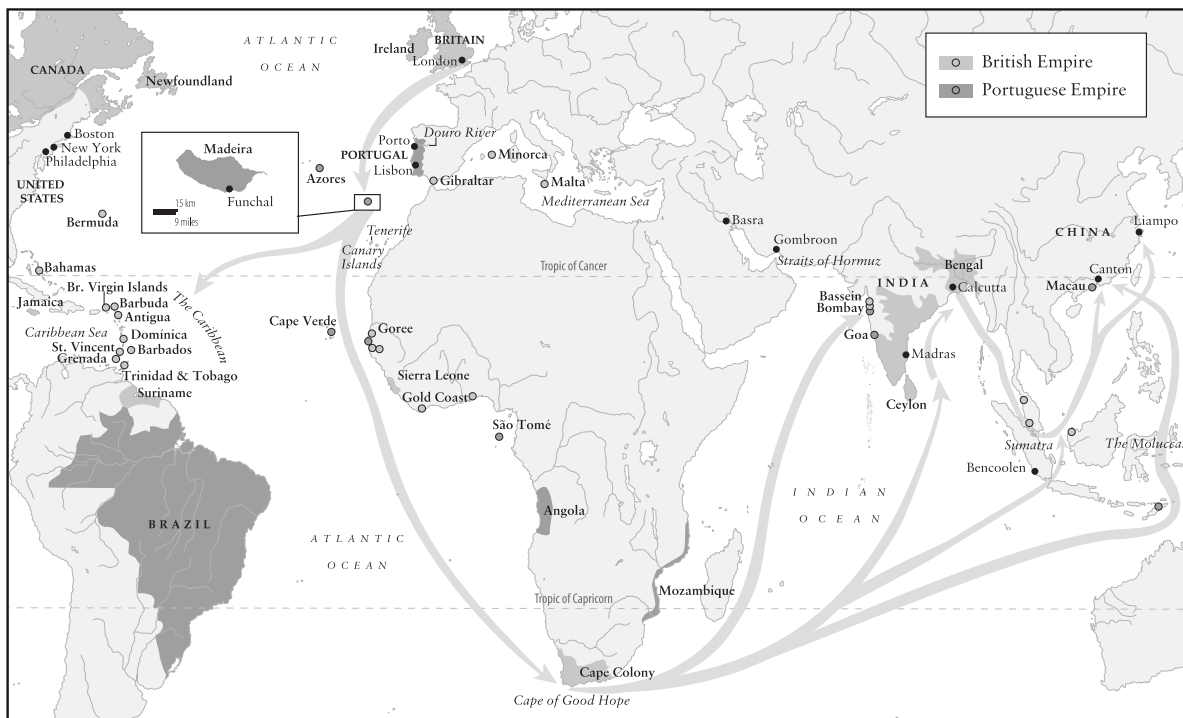 ATLANTIC
OCEAN
CANADA
Newfoundland
Ireland
BRITAIN
London
British Empire
Portuguese Empire
Boston
New York
Philadelphia
UNITED
STATES
Bermuda
Madeira
Funchal
15 km
9 miles
Azores
Porto
Douro River
PORTUGAL
Lisbon
Minorca
Gibraltar
Malta
Mediterranean Sea
Tenerife
Canary
Islands
Basra
Gombroon
Straits of Hormuz
CHINA
Liampo
Canton
Macau
Bahamas
Tropic of Cancer
Br. Virgin Islands
Jamaica
Barbuda
Antigua
The Caribbean
Caribbean Sea
Domínica
St. Vincent
Barbados
Grenada
Trinidad & Tobago
Suriname
Cape Verde
Goree
Sierra Leone
Gold Coast
São Tomé
INDIA
Bengal
Calcutta
Bassein
Bombay
Goa
Madras
Ceylon
Sumatra
Bencoolen
The Moluccas
BRAZIL
Angola
ATLANTIC
OCEAN
INDIAN
OCEAN
Mozambique
Tropic of Capricorn
Cape Colony
Cape of Good Hope